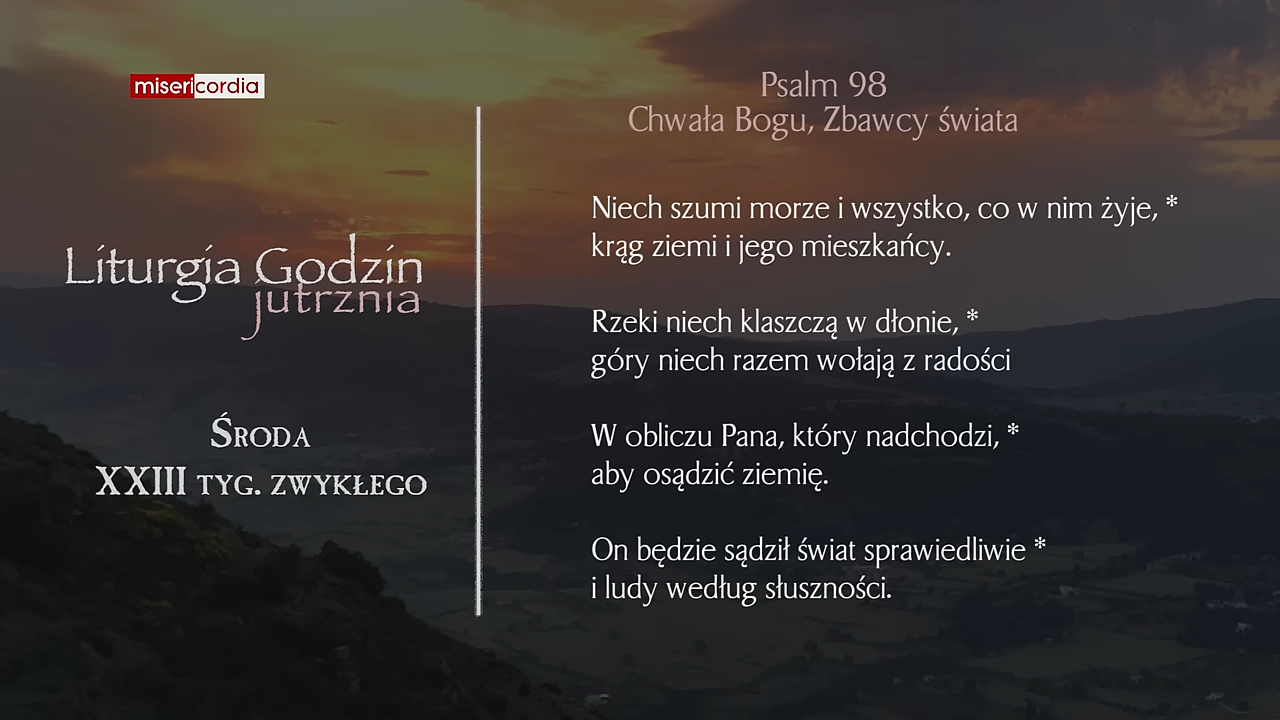 misericordia
Liturgia Godzin
jutrznia
Środa
XXIII tyg. zwykłego
Psalm 98
Chwała Bogu, Zbawcy świata
Niech szumi morze i wszystko, co w nim żyje, *
krąg ziemi i jego mieszkańcy.
Rzeki niech klaszczą w dłonie, *
góry niech razem wołają z radości
W obliczu Pana, który nadchodzi, *
aby osądzić ziemię.
On będzie sądził świat sprawiedliwie *
i ludy według słuszności.